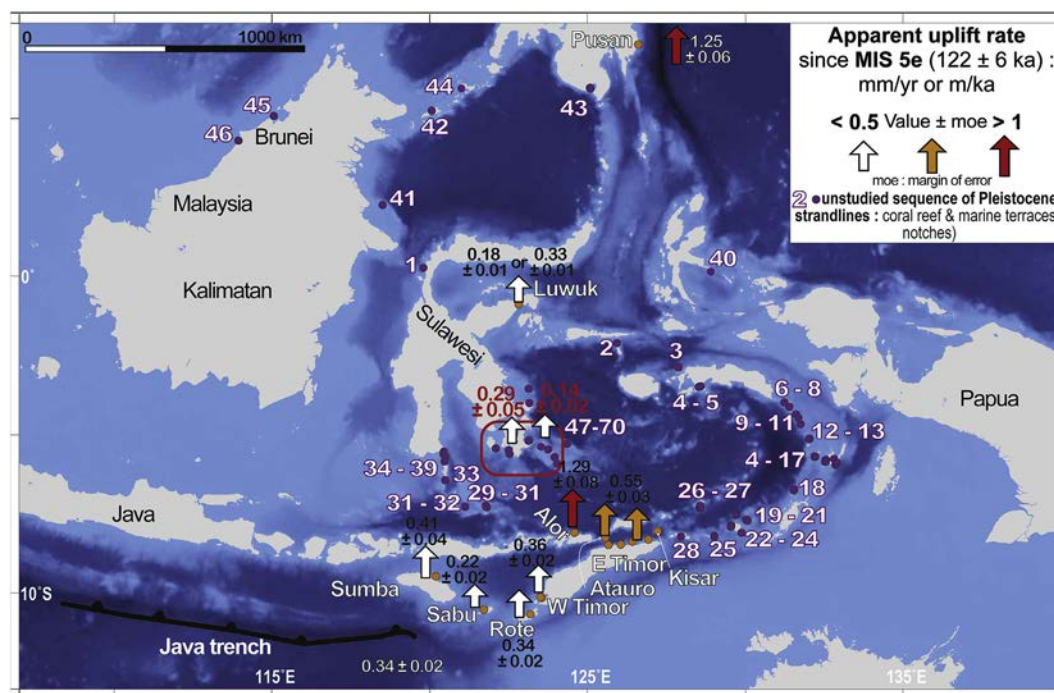 0
1000 km
Pusan
1.25
± 0.06
Apparent uplift rate
since MIS 5e (122 ± 6 ka) :
mm/yr or m/ka
< 0.5 Value ± moe > 1
moe : margin of error
2 unstudied sequence of Pleistocene
strandlines : coral reef & marine terraces
notches)
44
45
42
43
46
Brunei
Malaysia
41
40
1
0.18
± 0.01
or
0.33
± 0.01
0°
Kalimatan
Luwuk
Sulawesi
2
3
4 - 5
6 - 8
Papua
0.29
± 0.05
0.14
± 0.02
9 - 11
47-70
12 - 13
4 - 17
34 - 39
33
1.29
± 0.08
0.55
± 0.03
18
31 - 32
29 - 31
26 - 27
19 - 21
Java
Alor
22 - 24
28
25
0.41
± 0.04
0.22
± 0.02
0.36
± 0.02
E Timor
Kisar
Atauro
Sumba
10°S
Sabu
W Timor
Rote
Java trench
0.34
± 0.02
0.34 ± 0.02
115°E
125°E
135°E